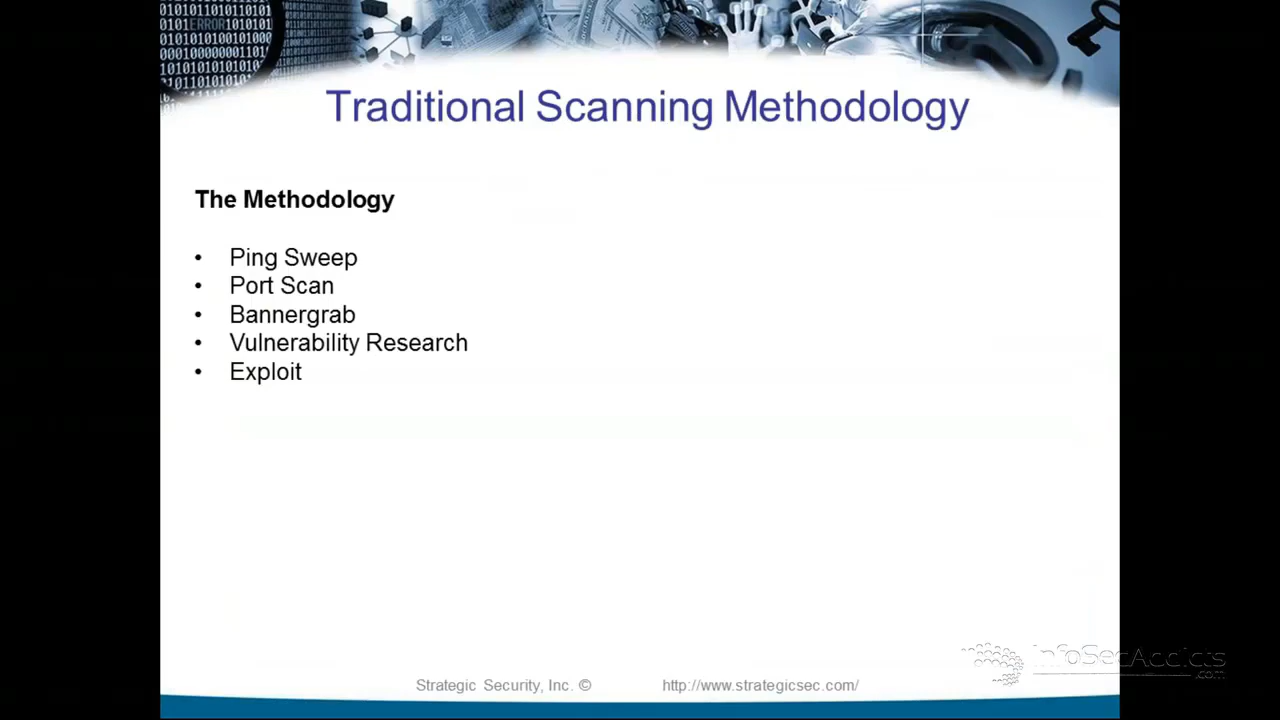 Traditional Scanning Methodology
The Methodology
• Ping Sweep
• Port Scan
• Bannergrab
• Vulnerability Research
• Exploit
Strategic Security, Inc. © http://www.strategicsec.com/
InfoSecAddicts
.com
ERROR